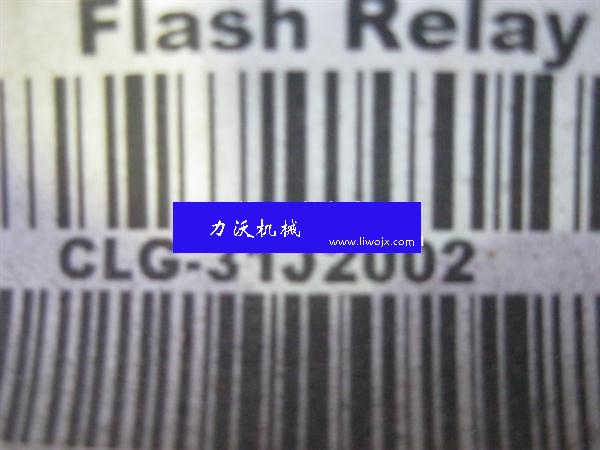 Flash Relay
力沃机械
www.liwojx.com
CLG-31J2002